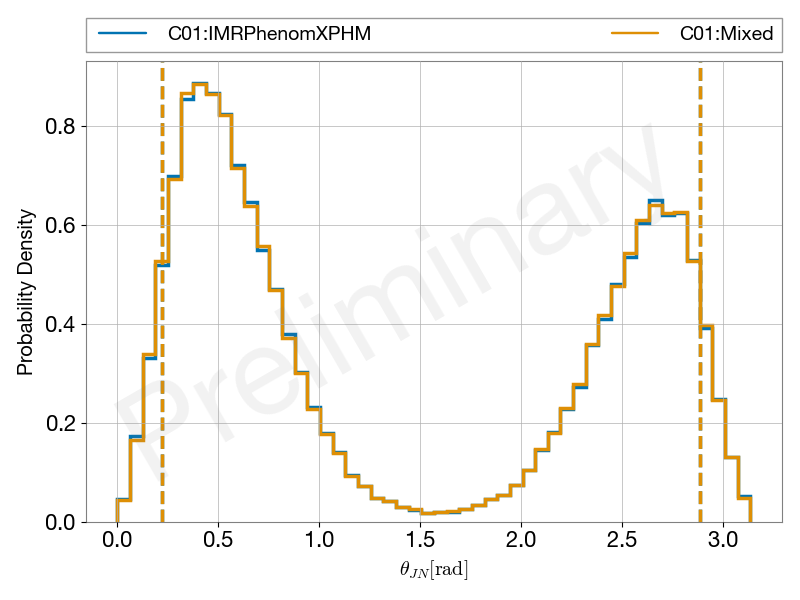 C01:IMRPhenomXPHM C01:Mixed
Probability Density
0.8
0.6
0.4
0.2
0.0
Preliminary
0.0 0.5 1.0 1.5 2.0 2.5 3.0
θ_JN[rad]